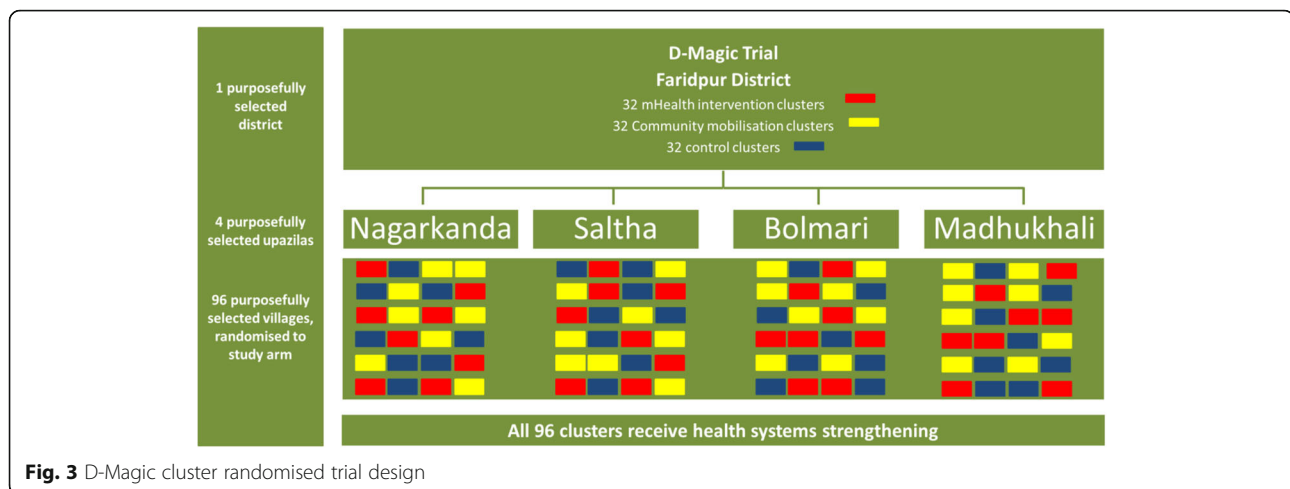 1 purposefully
selected
district
D-Magic Trial
Faridpur District
32 mHealth intervention clusters
32 Community mobilisation clusters
32 control clusters
4 purposefully
selected upazilas
Nagarkanda
Saltha
Bolmari
Madhukhali
96 purposefully
selected villages,
randomised to
study arm
All 96 clusters receive health systems strengthening
Fig. 3 D-Magic cluster randomised trial design